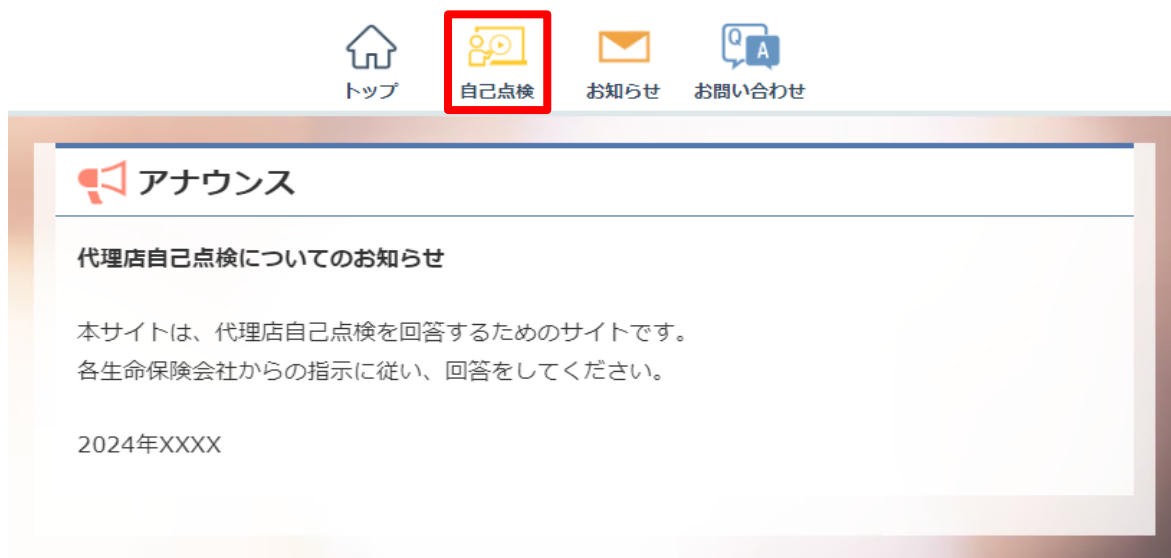 トップ 自己点検 お知らせ Q A お問い合わせ
アナウンス
代理店自己点検についてのお知らせ
本サイトは、代理店自己点検を回答するためのサイトです。
各生命保険会社からの指示に従い、回答をしてください。
2024年XXXX